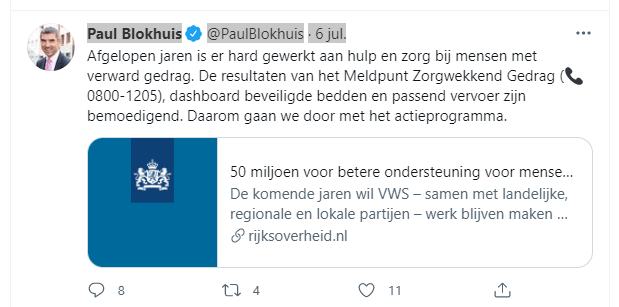 Paul Blokhuis @PaulBlokhuis · 6 jul.
Afgelopen jaren is er hard gewerkt aan hulp en zorg bij mensen met
verward gedrag. De resultaten van het Meldpunt Zorgwekkend Gedrag (📞
0800-1205), dashboard beveiligde bedden en passend vervoer zijn
bemoedigend. Daarom gaan we door met het actieprogramma.
50 miljoen voor betere ondersteuning voor mense...
De komende jaren wil VWS – samen met landelijke,
regionale en lokale partijen – werk blijven maken ...
rijksoverheid.nl
8 4 11